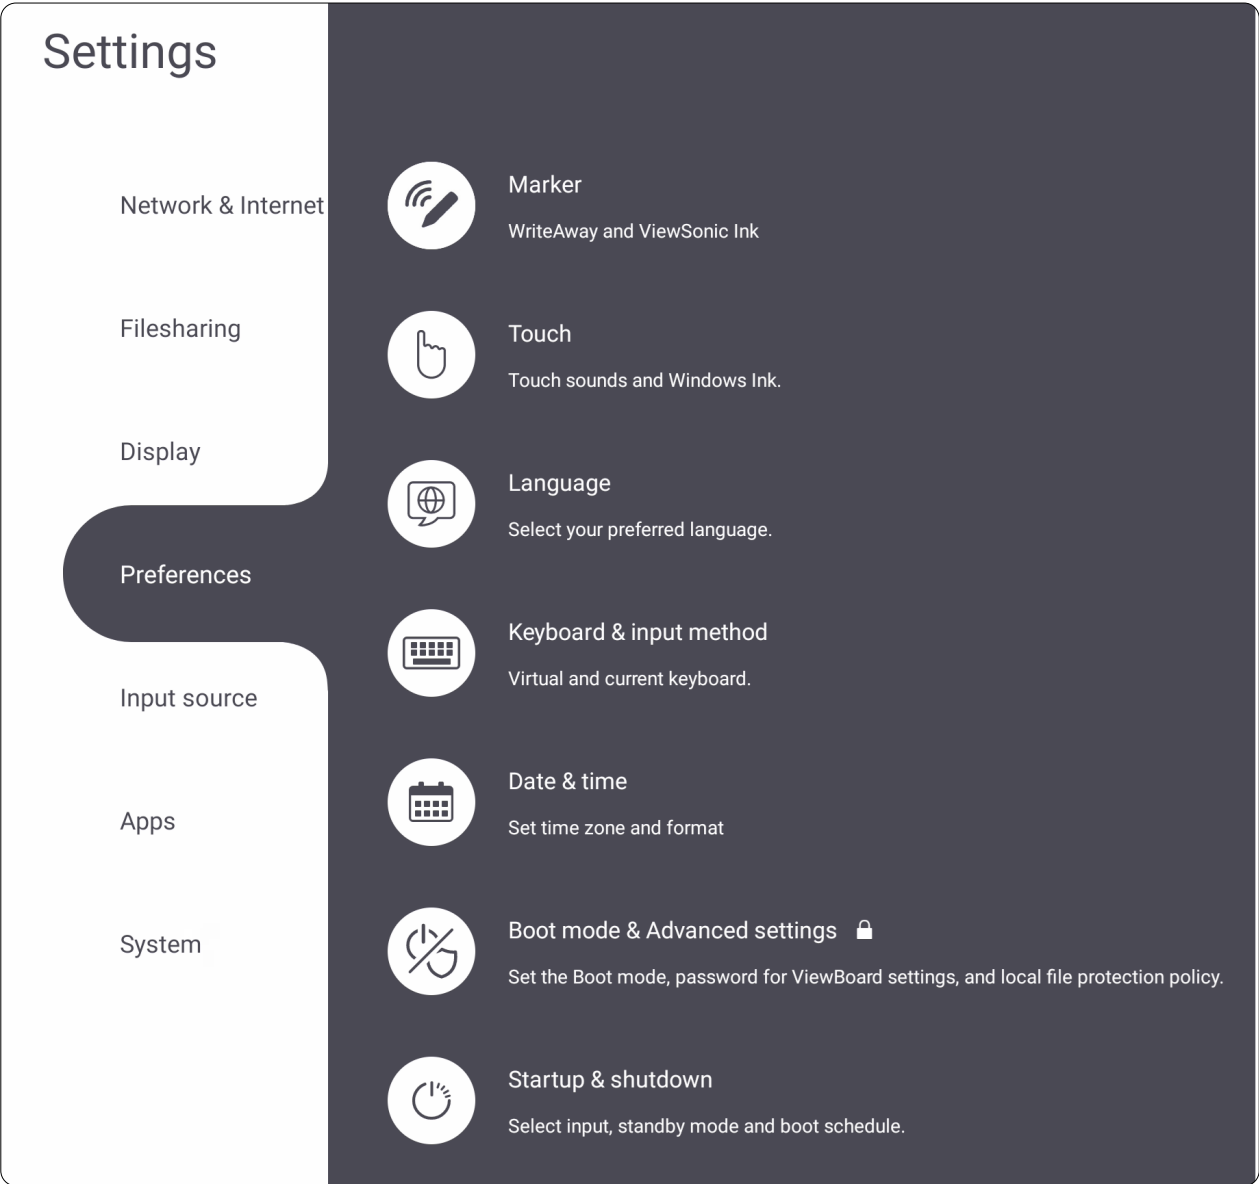 Settings
Network & Internet
Filesharing
Display
Preferences
Input source
Apps
System
Marker
WriteAway and ViewSonic Ink
Touch
Touch sounds and Windows Ink.
Language
Select your preferred language.
Keyboard & input method
Virtual and current keyboard.
Date & time
Set time zone and format
Boot mode & Advanced settings
Set the Boot mode, password for ViewBoard settings, and local file protection policy.
Startup & shutdown
Select input, standby mode and boot schedule.